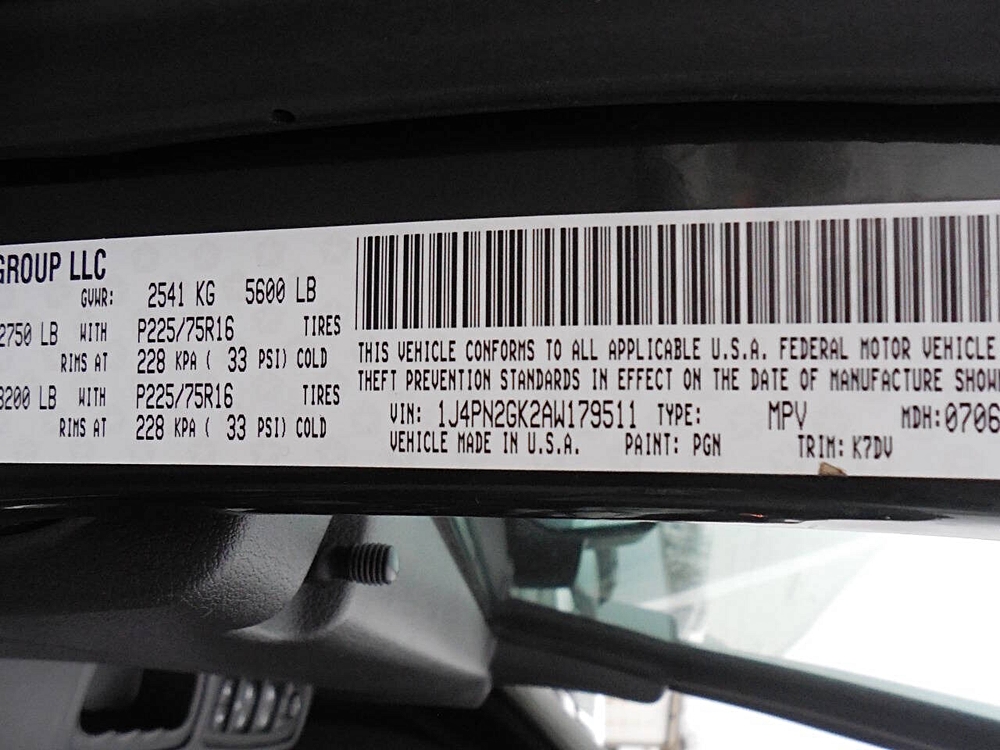 GROUP LLC
GVWR: 2541 KG 5600 LB
2750 LB WITH P225/75R16 TIRES
RIMS AT 228 KPA ( 33 PSI) COLD
3200 LB WITH P225/75R16 TIRES
RIMS AT 228 KPA ( 33 PSI) COLD
THIS VEHICLE CONFORMS TO ALL APPLICABLE U.S.A. FEDERAL MOTOR VEHICLE
THEFT PREVENTION STANDARDS IN EFFECT ON THE DATE OF MANUFACTURE SHOW
VIN: 1J4PN2GK2AW179511 TYPE: MPV MDH:0706
VEHICLE MADE IN U.S.A. PAINT: PGN TRIM: K7DV